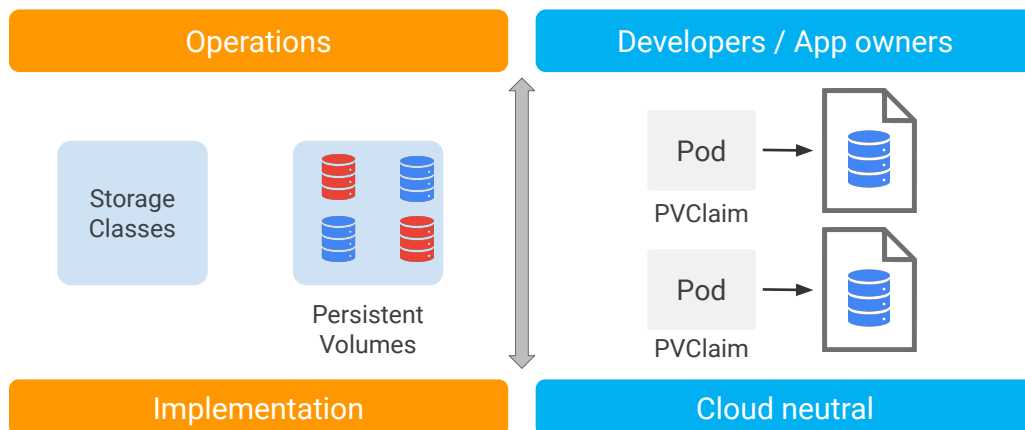 Operations
Developers / App owners
Storage
Classes
Persistent
Volumes
Pod
PVClaim
Pod
PVClaim
Implementation
Cloud neutral